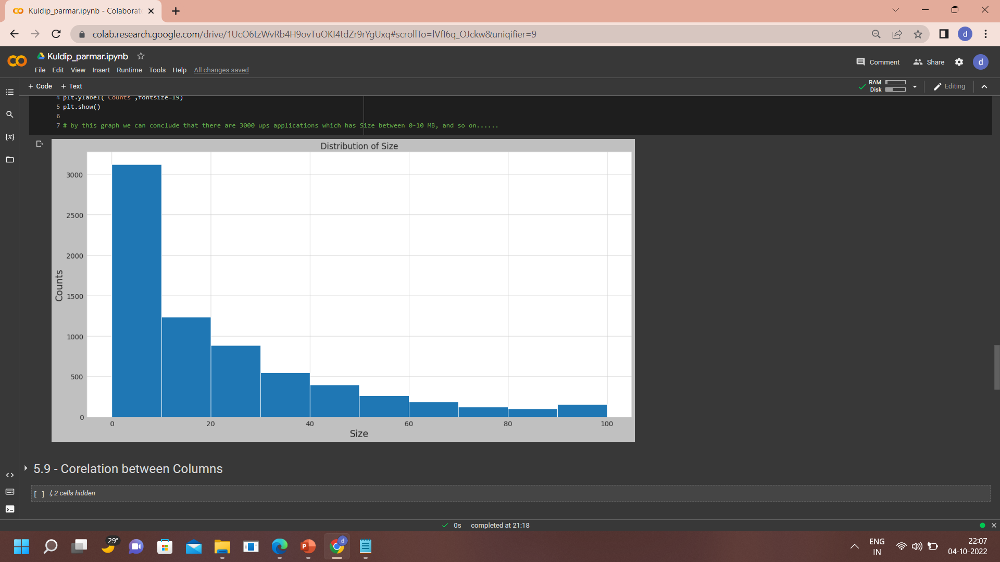 Kuldip_parmar.ipynb - Colaborat
colab.research.google.com/drive/1UcO6tzWvRb4H9ovTuOKI4tdZr9rYgUxq#scrollTo=lVfI6q_OJckw&uniqifier=9
d
Kuldip_parmar.ipynb
File Edit View Insert Runtime Tools Help All changes saved
Comment Share d
+ Code + Text
RAM
Disk
Editing
4 plt.ylabel("Counts",fontsize=19)
5 plt.show()
6
7 # by this graph we can conclude that there are 3000 ups applications which has Size between 0-10 MB, and so on......
{x}
Distribution of Size
3000
2500
2000
1500
1000
500
0
Counts
0 20 40 60 80 100
Size
5.9 - Corelation between Columns
[ ] ↳ 2 cells hidden
0s completed at 21:18
29°
P
d
ENG
IN
22:07
04-10-2022